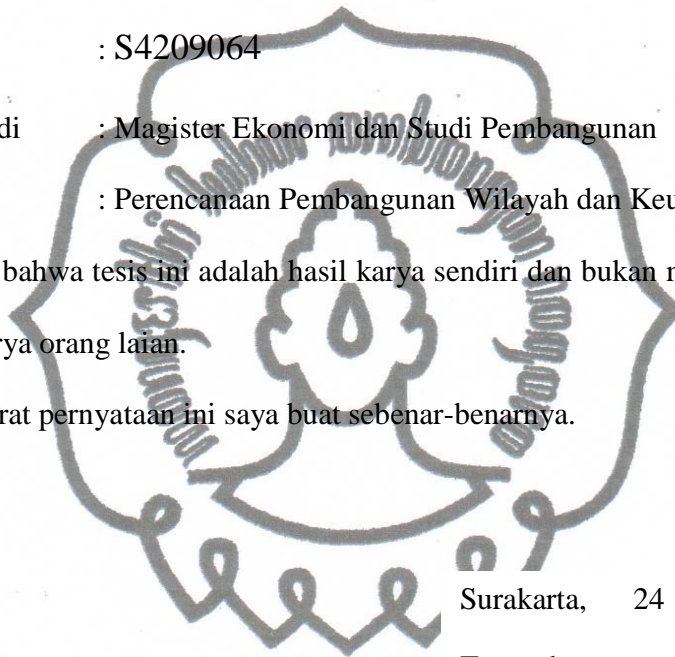 : S4209064
di : Magister Ekonomi dan Studi Pembangunan
: Perencanaan Pembangunan Wilayah dan Keu
bahwa tesis ini adalah hasil karya sendiri dan bukan
rya orang laian.
rat pernyataan ini saya buat sebenar-benarnya.
Surakarta, 24